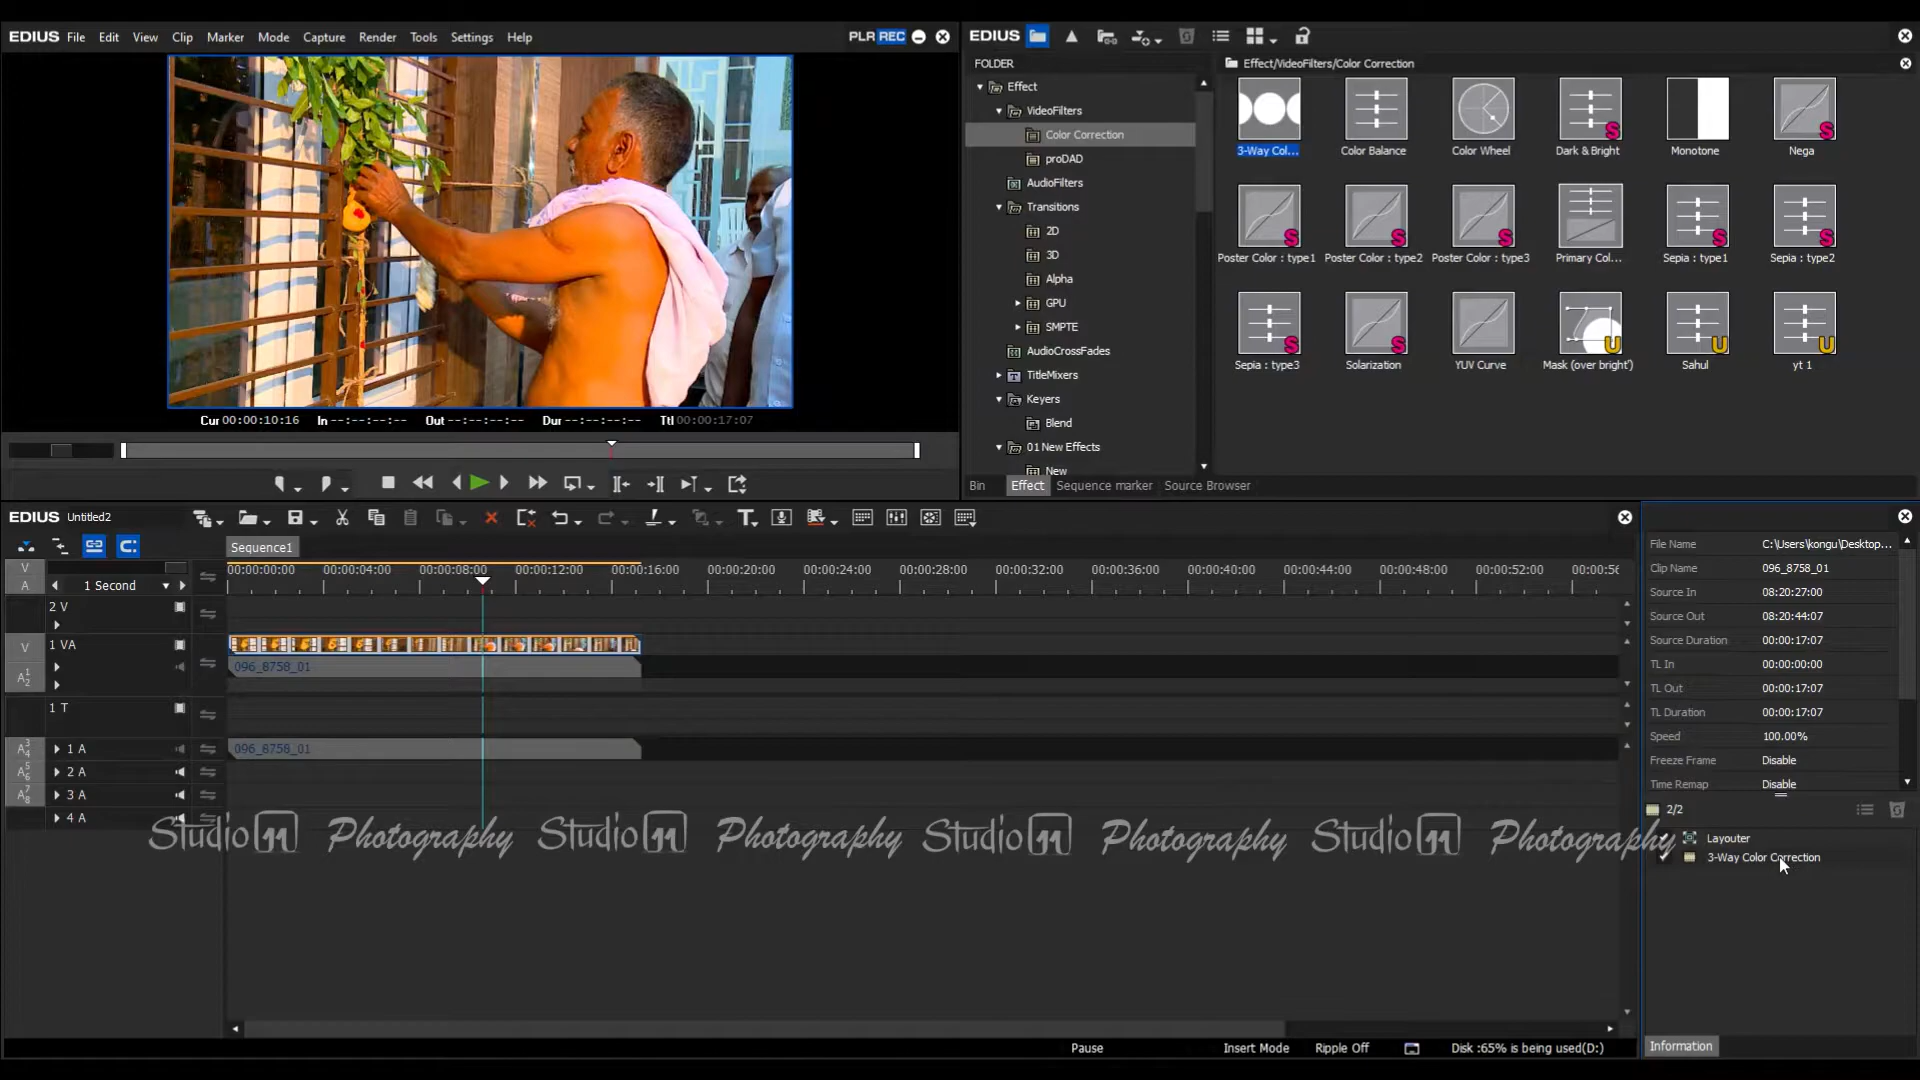 EDIUS File Edit View Clip Marker Mode Capture Render Tools Settings Help PLR REC
Cur 00:00:10:16 In --:--:--:-- Out --:--:--:-- Dur --:--:--:-- Ttl 00:00:17:07
EDIUS
FOLDER
Effect
VideoFilters
Color Correction
proDAD
AudioFilters
Transitions
2D
3D
Alpha
GPU
SMPTE
AudioCrossFades
TitleMixers
Keyers
Blend
01 New Effects
New
Effect/VideoFilters/Color Correction
3-Way Col... Color Balance Color Wheel Dark & Bright Monotone Nega
Poster Color : type1 Poster Color : type2 Poster Color : type3 Primary Col... Sepia : type1 Sepia : type2
Sepia : type3 Solarization YUV Curve Mask (over bright') Sahul yt 1
Bin Effect Sequence marker Source Browser
EDIUS Untitled2
Sequence1
V
A
1 Second
00:00:00:00 00:00:04:00 00:00:08:00 00:00:12:00 00:00:16:00 00:00:20:00 00:00:24:00 00:00:28:00 00:00:32:00 00:00:36:00 00:00:40:00 00:00:44:00 00:00:48:00 00:00:52:00 00:00:56
2 V
V 1 VA
A12 096_8758_01
1 T
A34 1 A 096_8758_01
A56 2 A
A78 3 A
4 A
Studio 11 Photography Studio 11 Photography Studio 11 Photography Studio 11 Photography
File Name C:\Users\kongu\Desktop...
Clip Name 096_8758_01
Source In 08:20:27:00
Source Out 08:20:44:07
Source Duration 00:00:17:07
TL In 00:00:00:00
TL Out 00:00:17:07
TL Duration 00:00:17:07
Speed 100.00%
Freeze Frame Disable
Time Remap Disable
2/2
Layouter
3-Way Color Correction
Information
Pause Insert Mode Ripple Off Disk :65% is being used(D:)